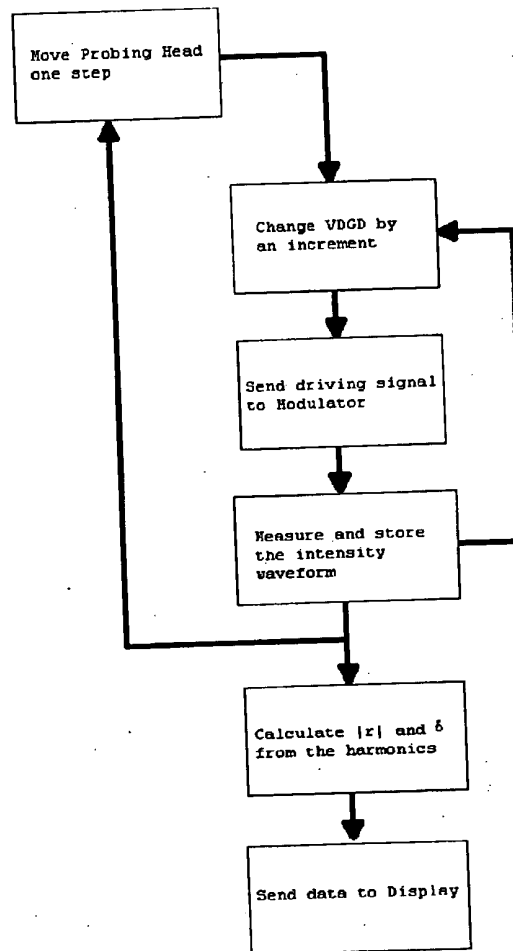 Move Probing Head
one step
Change VDGD by
an increment
Send driving signal
to Modulator
Measure and store
the intensity
waveform
Calculate |r| and δ
from the harmonics
Send data to Display